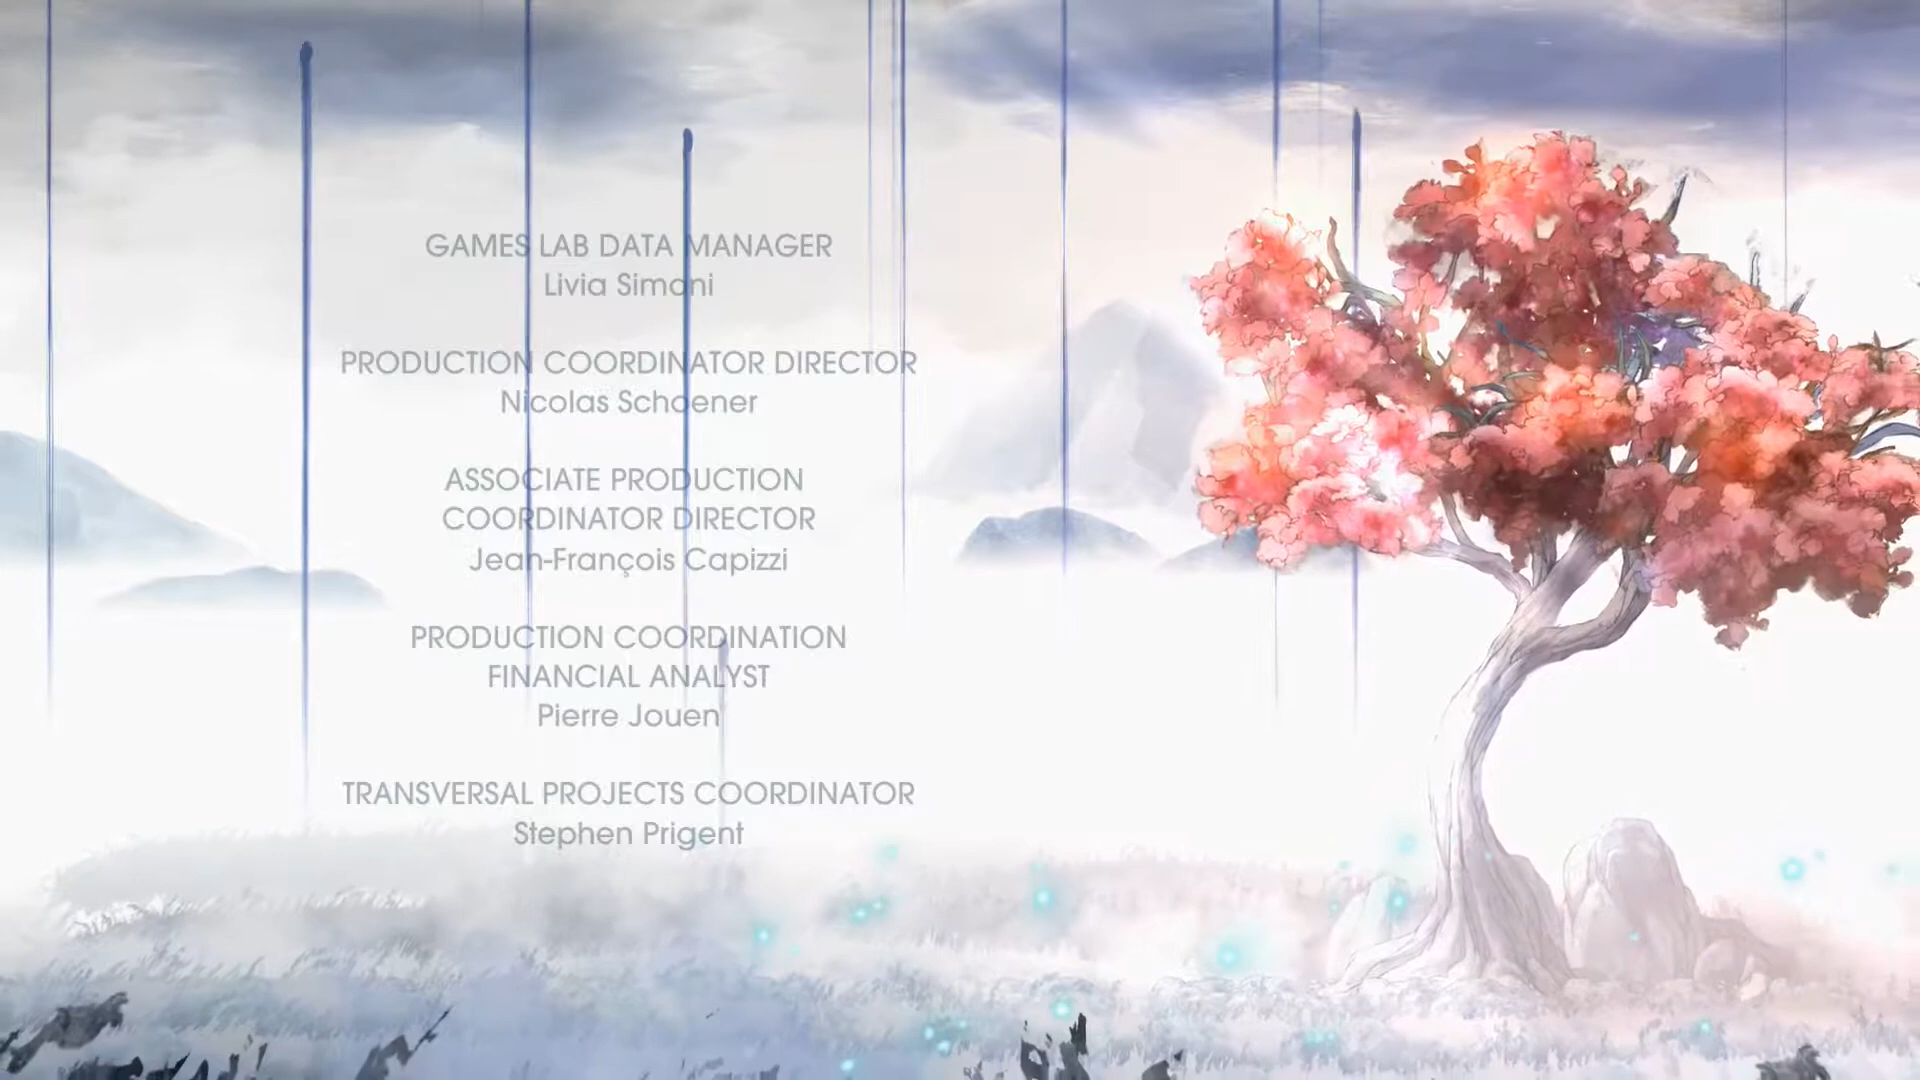 GAMES LAB DATA MANAGER
Livia Simoni
PRODUCTION COORDINATOR DIRECTOR
Nicolas Schoener
ASSOCIATE PRODUCTION
COORDINATOR DIRECTOR
Jean-François Capizzi
PRODUCTION COORDINATION
FINANCIAL ANALYST
Pierre Jouen
TRANSVERSAL PROJECTS COORDINATOR
Stephen Prigent